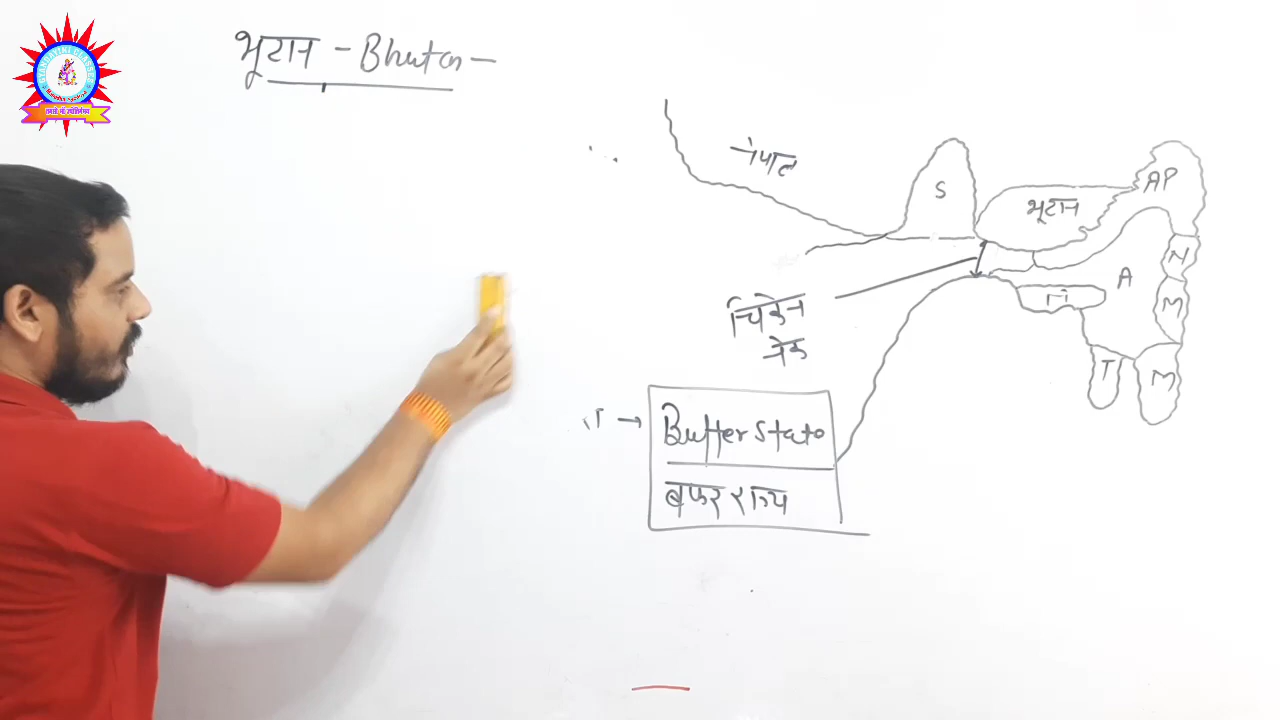 भूटान - Bhutan -
नेपाल
S
भूटान
AP
A
N
M
T
M
चिकेन
नेक
→ Buffer State
बफर राज्य